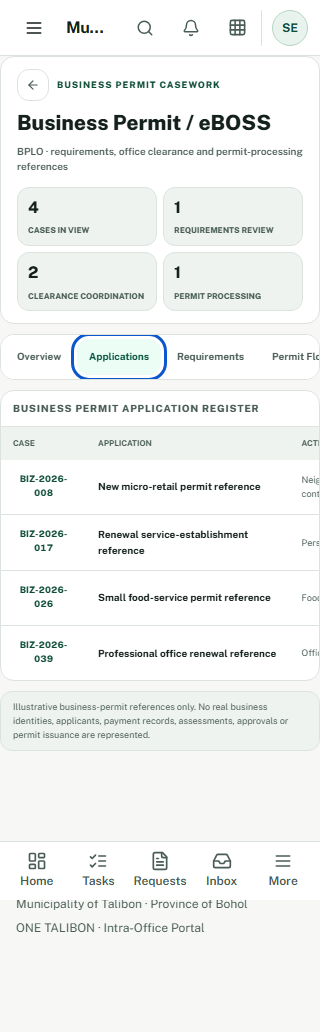 Mu...
SE
BUSINESS PERMIT CASEWORK
Business Permit / eBOSS
BPLO · requirements, office clearance and permit-processing
references
4
CASES IN VIEW
1
REQUIREMENTS REVIEW
2
CLEARANCE COORDINATION
1
PERMIT PROCESSING
Overview Applications Requirements Permit Flo
BUSINESS PERMIT APPLICATION REGISTER
CASE APPLICATION ACTI
BIZ-2026-
008
New micro-retail permit reference
Neig
cont
BIZ-2026-
017
Renewal service-establishment
reference
Pers
BIZ-2026-
026
Small food-service permit reference
Food
BIZ-2026-
039
Professional office renewal reference
Offic
Illustrative business-permit references only. No real business
identities, applicants, payment records, assessments, approvals or
permit issuance are represented.
Home Tasks Requests Inbox More
Municipality of Talibon · Province of Bohol
ONE TALIBON · Intra-Office Portal